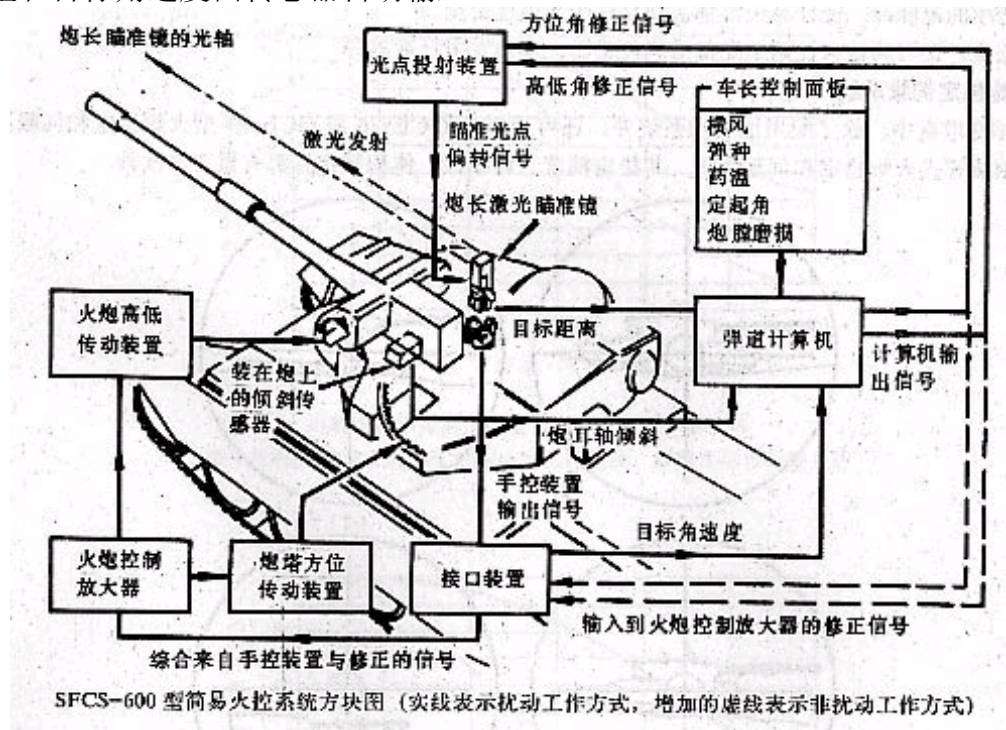 方位角修正信号
炮长瞄准镜的光轴
光点投射装置
高低角修正信号
车长控制面板
横风
弹种
药温
定起角
炮膛磨损
激光发射
瞄准光点
偏转信号
炮长激光瞄准镜
火炮高低
传动装置
目标距离
弹道计算机
计算机输
出信号
装在炮上
的倾斜传
感器
炮耳轴倾斜
手控装置
输出信号
目标角速度
火炮控制
放大器
炮塔方位
传动装置
接口装置
输入到火炮控制放大器的修正信号
综合来自手控装置与修正的信号
SFCS-600 型简易火控系统方块图（实线表示扰动工作方式，增加的虚线表示非扰动工作方式）